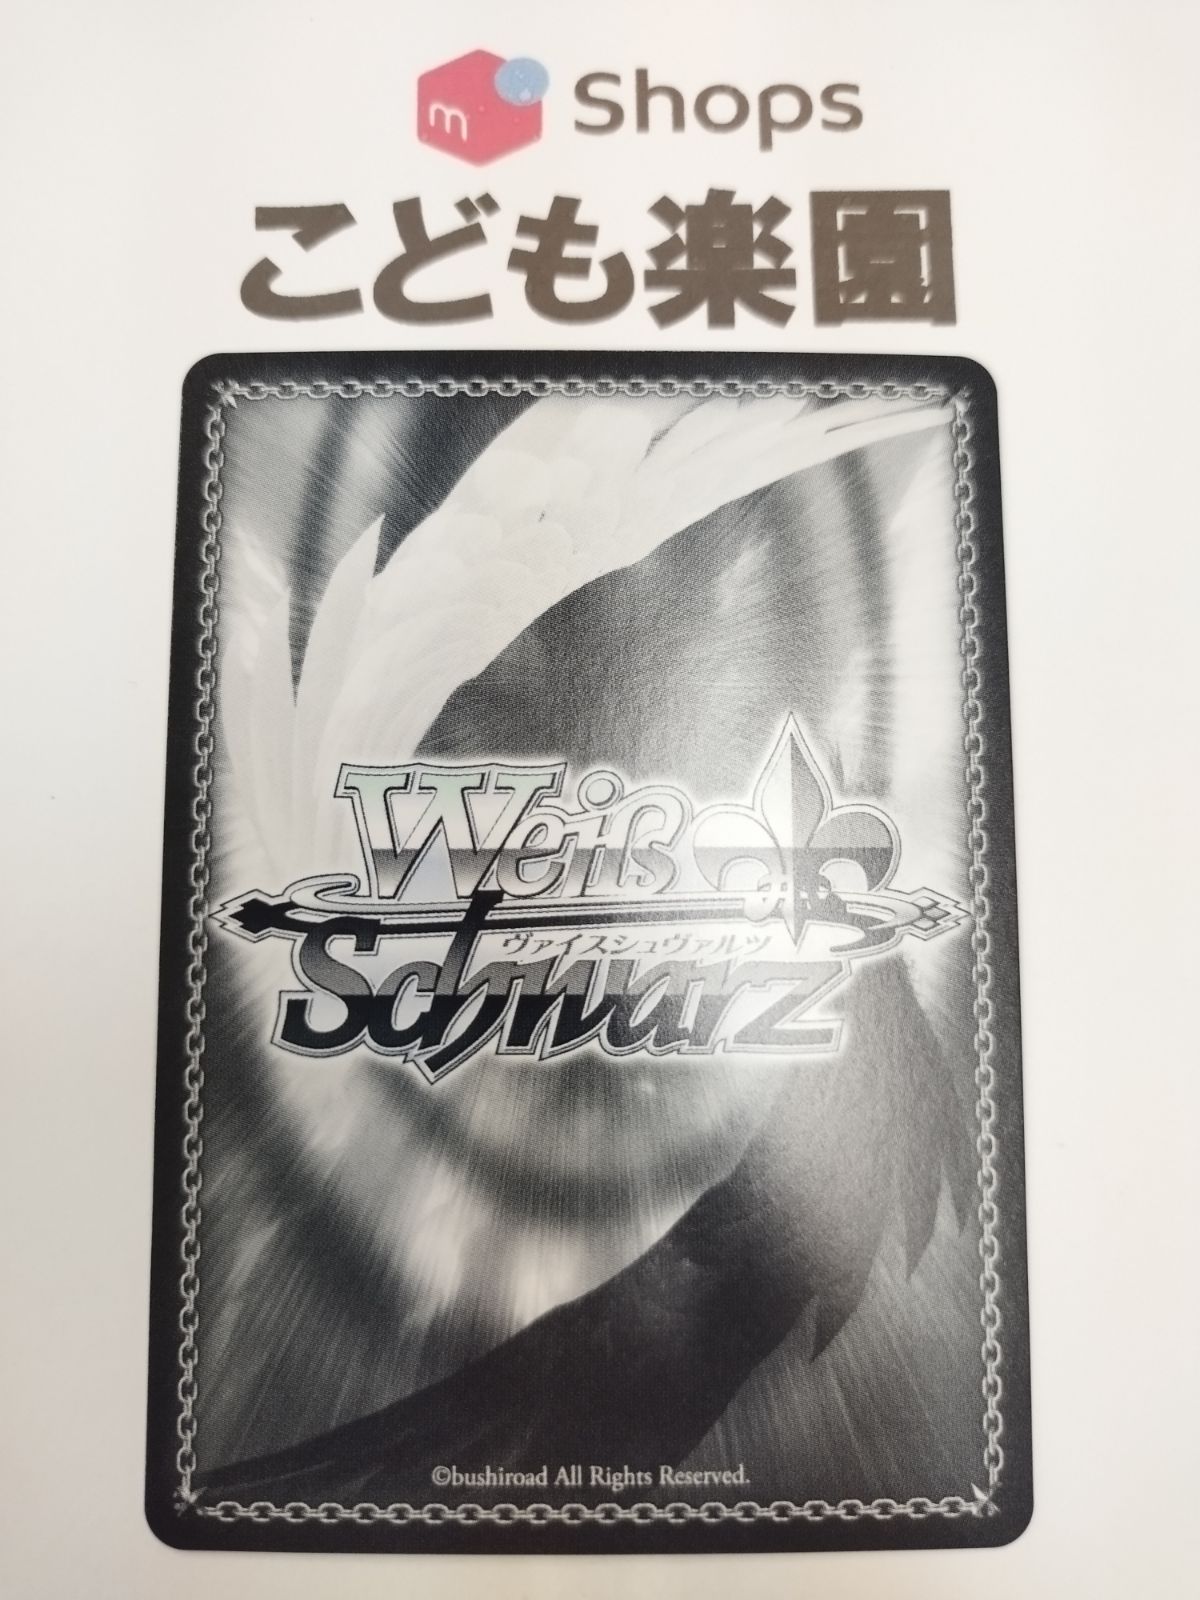 m Shops
こども楽園
Weiß
ヴァイスシュヴァルツ
Schwarz
©bushiroad All Rights Reserved.